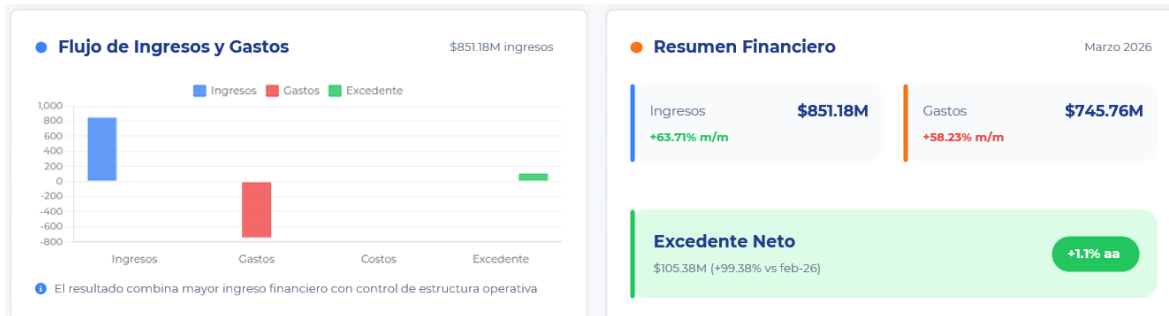 Flujo de Ingresos y Gastos
$851.18M ingresos
Ingresos Gastos Excedente
1,000
800
600
400
200
0
-200
-400
-600
-800
Ingresos Gastos Costos Excedente
El resultado combina mayor ingreso financiero con control de estructura operativa
Resumen Financiero
Marzo 2026
Ingresos $851.18M
+63.71% m/m
Gastos $745.76M
+58.23% m/m
Excedente Neto
$105.38M (+99.38% vs feb-26)
+1.1% aa